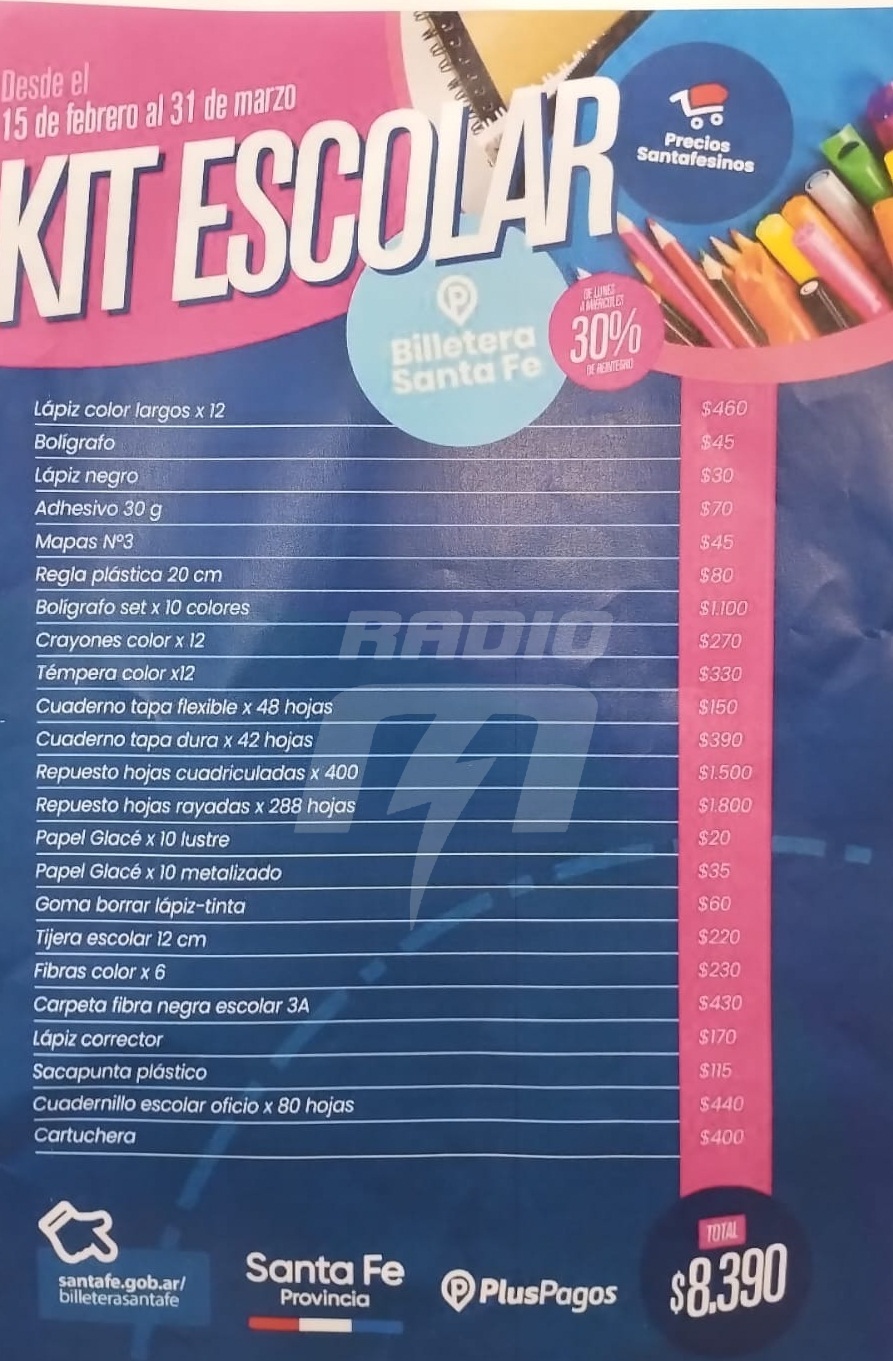 Desde el
15 de febrero al 31 de marzo
KIT ESCOLAR
Precios
Santafesinos
Billetera
Santa Fe
DE LUNES
A MIÉRCOLES
30%
DE REINTEGRO
Lápiz color largos x 12 $460
Bolígrafo $45
Lápiz negro $30
Adhesivo 30 g $70
Mapas Nº3 $45
Regla plástica 20 cm $80
Bolígrafo set x 10 colores $1.100
Crayones color x 12 $270
Témpera color x12 $330
Cuaderno tapa flexible x 48 hojas $150
Cuaderno tapa dura x 42 hojas $390
Repuesto hojas cuadriculadas x 400 $1.500
Repuesto hojas rayadas x 288 hojas $1.800
Papel Glacé x 10 lustre $20
Papel Glacé x 10 metalizado $35
Goma borrar lápiz-tinta $60
Tijera escolar 12 cm $220
Fibras color x 6 $230
Carpeta fibra negra escolar 3A $430
Lápiz corrector $170
Sacapunta plástico $115
Cuadernillo escolar oficio x 80 hojas $440
Cartuchera $400
RADIO
M
TOTAL
$8.390
santafe.gob.ar/
billeterasantafe
Santa Fe
Provincia
PlusPagos